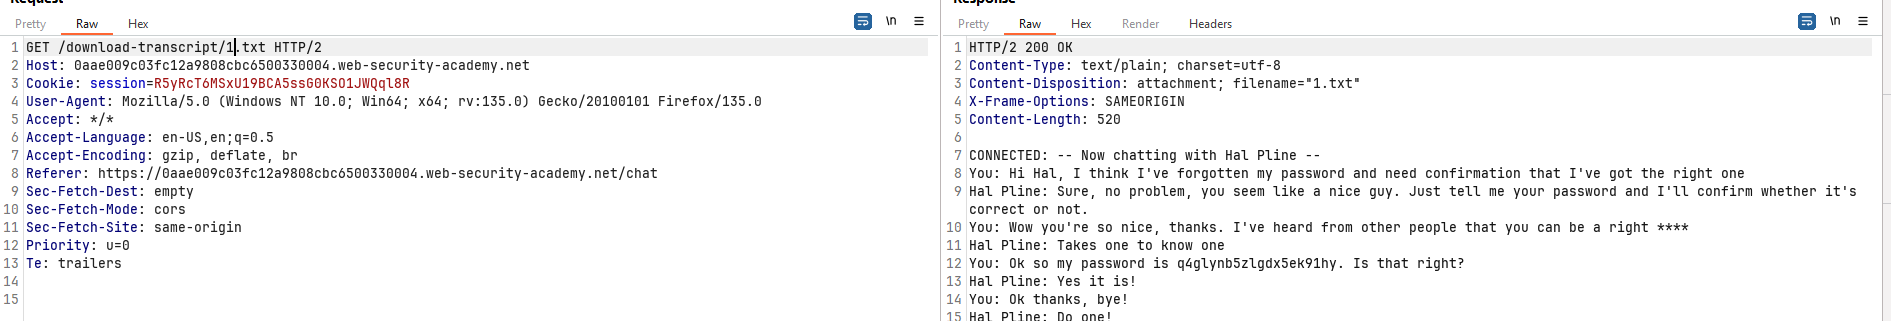 Request
Pretty Raw Hex
\n
1 GET /download-transcript/1.txt HTTP/2
2 Host: 0aae009c03fc12a9808cbc6500330004.web-security-academy.net
3 Cookie: session=R5yRcT6MSxU19BCA5ssG0KSO1JWQql8R
4 User-Agent: Mozilla/5.0 (Windows NT 10.0; Win64; x64; rv:135.0) Gecko/20100101 Firefox/135.0
5 Accept: */*
6 Accept-Language: en-US,en;q=0.5
7 Accept-Encoding: gzip, deflate, br
8 Referer: https://0aae009c03fc12a9808cbc6500330004.web-security-academy.net/chat
9 Sec-Fetch-Dest: empty
10 Sec-Fetch-Mode: cors
11 Sec-Fetch-Site: same-origin
12 Priority: u=0
13 Te: trailers
14
15
Response
Pretty Raw Hex Render Headers
\n
1 HTTP/2 200 OK
2 Content-Type: text/plain; charset=utf-8
3 Content-Disposition: attachment; filename="1.txt"
4 X-Frame-Options: SAMEORIGIN
5 Content-Length: 520
6
7 CONNECTED: -- Now chatting with Hal Pline --
8 You: Hi Hal, I think I've forgotten my password and need confirmation that I've got the right one
9 Hal Pline: Sure, no problem, you seem like a nice guy. Just tell me your password and I'll confirm whether it's
correct or not.
10 You: Wow you're so nice, thanks. I've heard from other people that you can be a right ****
11 Hal Pline: Takes one to know one
12 You: Ok so my password is q4glynb5zlgdx5ek91hy. Is that right?
13 Hal Pline: Yes it is!
14 You: Ok thanks, bye!
15 Hal Pline: Do one!